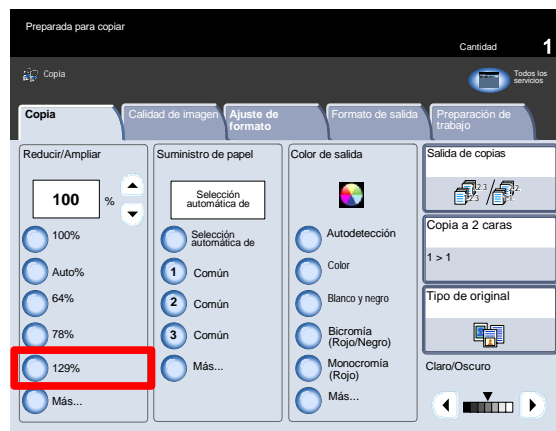 Preparada para copiar
Cantidad 1
Copia
Todos los
servicios
Copia
Calidad de imagen
Ajuste de
formato
Formato de salida
Preparación de
trabajo
Reducir/Ampliar
100 %
100%
Auto%
64%
78%
129%
Más...
Suministro de papel
Selección
automática de
Selección
automática de
1 Común
2 Común
3 Común
Más...
Color de salida
Autodetección
Color
Blanco y negro
Bicromía
(Rojo/Negro)
Monocromía
(Rojo)
Más...
Salida de copias
Copia a 2 caras
1 > 1
Tipo de original
Claro/Oscuro